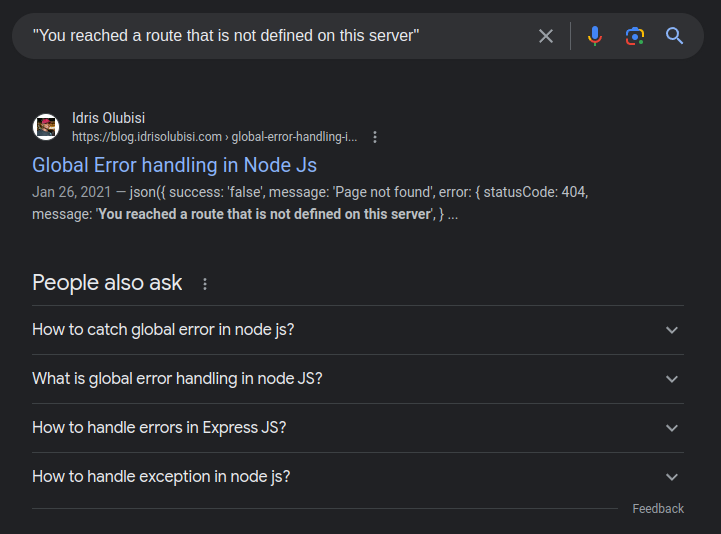 "You reached a route that is not defined on this server"
Idris Olubisi
https://blog.idrisolubisi.com › global-error-handling-i...
Global Error handling in Node Js
Jan 26, 2021 — json({ success: 'false', message: 'Page not found', error: { statusCode: 404,
message: 'You reached a route that is not defined on this server', } ...
People also ask
How to catch global error in node js?
What is global error handling in node JS?
How to handle errors in Express JS?
How to handle exception in node js?
Feedback